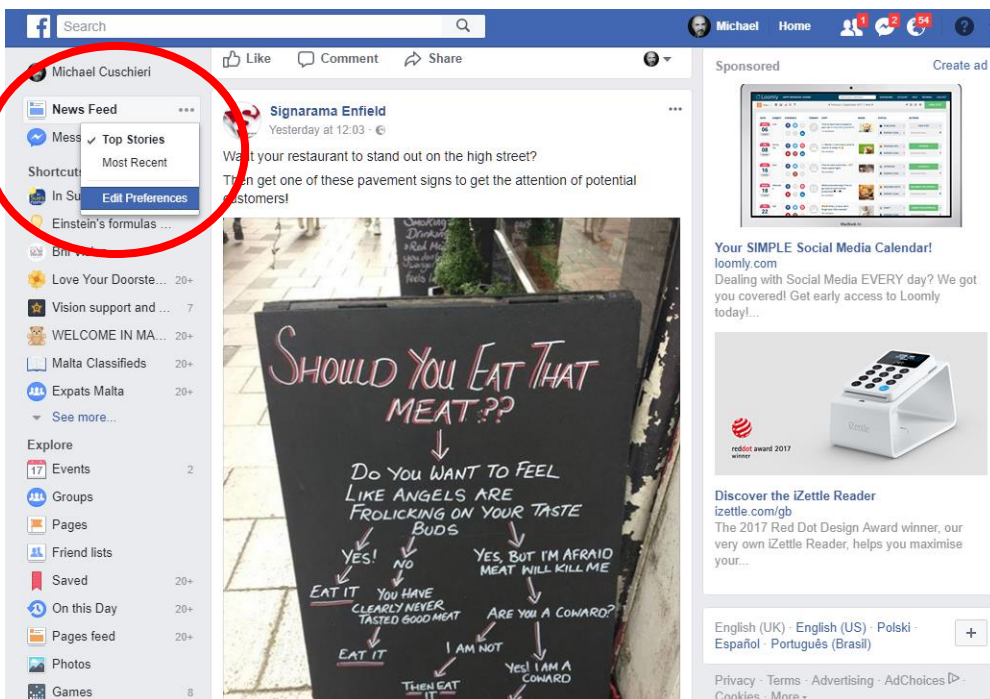 Search
Michael
Home
1
2
54
?
Michael Cuschieri
News Feed
Mess
Top Stories
Most Recent
Edit Preferences
Shortcuts
In Su
Einstein's formulas ...
Love Your Doorste... 20+
Vision support and ... 7
WELCOME IN MA... 20+
Malta Classifieds 20+
Expats Malta 20+
See more...
Explore
17 Events 2
Groups
Pages
Friend lists
Saved 20+
On this Day 20+
Pages feed 20+
Photos
Games 8
Like Comment Share
Signarama Enfield
Yesterday at 12:03
Want your restaurant to stand out on the high street?
Then get one of these pavement signs to get the attention of potential
customers!
Smoking
Drinking
SHOULD YOU EAT THAT
MEAT??
DO YOU WANT TO FEEL
LIKE ANGELS ARE
FROLICKING ON YOUR TASTE
BUDS
YES!
EAT IT
NO
YOU HAVE
CLEARLY NEVER
TASTED GOOD MEAT
EAT IT
YES, BUT I'M AFRAID
MEAT WILL KILL ME
ARE YOU A COWARD?
I AM NOT
THEN EAT
IT
YES! I AM A
COWARD
Sponsored
Create ad
Your SIMPLE Social Media Calendar!
loomly.com
Dealing with Social Media EVERY day? We got
you covered! Get early access to Loomly
today!...
reddot award 2017
winner
iZettle
Discover the iZettle Reader
izettle.com/gb
The 2017 Red Dot Design Award winner, our
very own iZettle Reader, helps you maximise
your...
English (UK) · English (US) · Polski ·
Español · Português (Brasil)
+
Privacy · Terms · Advertising · AdChoices ·
Cookies · More